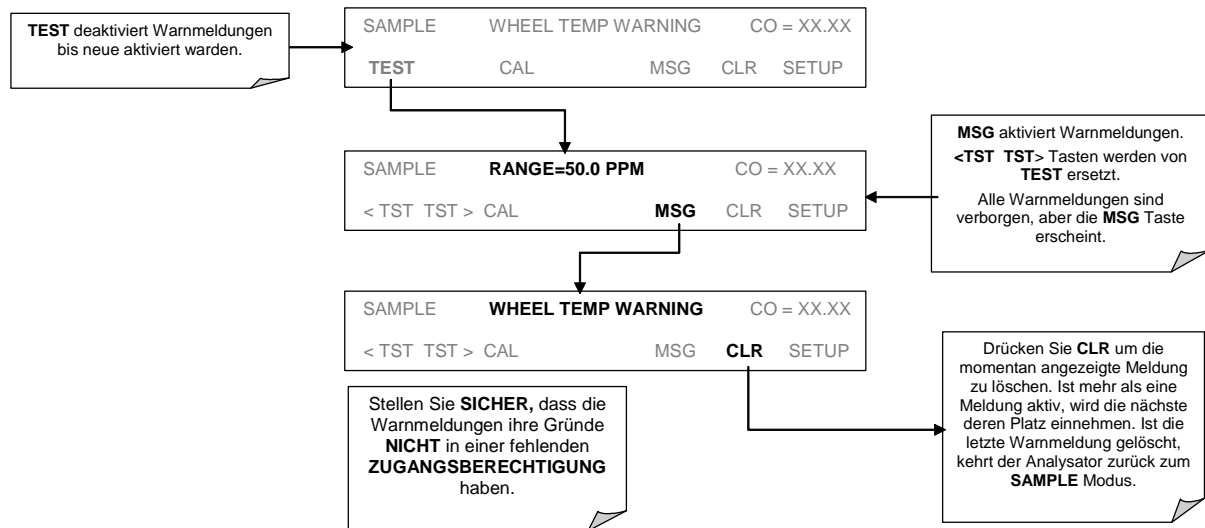 TEST deaktiviert Warnmeldungen
bis neue aktiviert warden.
SAMPLE WHEEL TEMP WARNING CO = XX.XX
TEST CAL MSG CLR SETUP
SAMPLE RANGE=50.0 PPM CO = XX.XX
< TST TST > CAL MSG CLR SETUP
MSG aktiviert Warnmeldungen.
<TST TST> Tasten werden von
TEST ersetzt.
Alle Warnmeldungen sind
verborgen, aber die MSG Taste
erscheint.
SAMPLE WHEEL TEMP WARNING CO = XX.XX
< TST TST > CAL MSG CLR SETUP
Stellen Sie SICHER, dass die
Warnmeldungen ihre Gründe
NICHT in einer fehlenden
ZUGANGSBERECHTIGUNG
haben.
Drücken Sie CLR um die
momentan angezeigte Meldung
zu löschen. Ist mehr als eine
Meldung aktiv, wird die nächste
deren Platz einnehmen. Ist die
letzte Warnmeldung gelöscht,
kehrt der Analysator zurück zum
SAMPLE Modus.